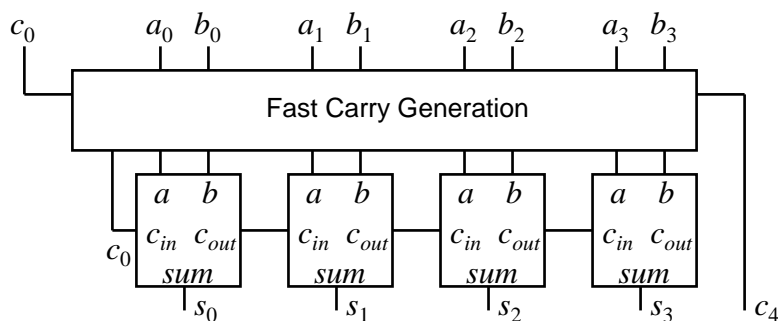 c₀ a₀ b₀ a₁ b₁ a₂ b₂ a₃ b₃
Fast Carry Generation
a b a b a b a b
c₀ cᵢₙ cₒᵤₜ cᵢₙ cₒᵤₜ cᵢₙ cₒᵤₜ cᵢₙ cₒᵤₜ
sum sum sum sum
s₀ s₁ s₂ s₃ c₄